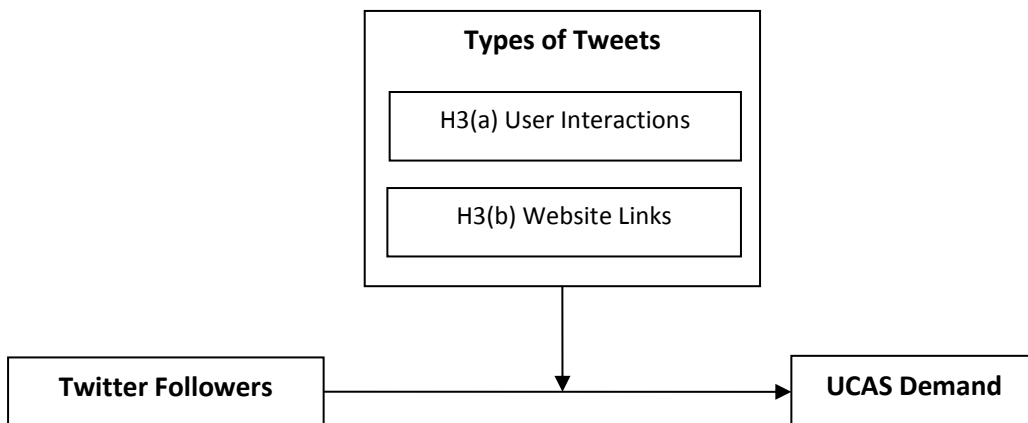 Types of Tweets
H3(a) User Interactions
H3(b) Website Links
Twitter Followers
UCAS Demand